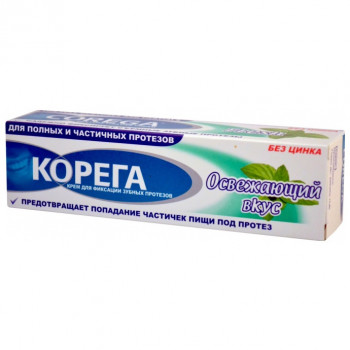 COREGA
ДЛЯ ПОЛНЫХ И ЧАСТИЧНЫХ ПРОТЕЗОВ
БЕЗ ЦИНКА
КОРЕГА
КРЕМ ДЛЯ ФИКСАЦИИ ЗУБНЫХ ПРОТЕЗОВ
Освежающий
вкус
ПРЕДОТВРАЩАЕТ ПОПАДАНИЕ ЧАСТИЧЕК ПИЩИ ПОД ПРОТЕЗ